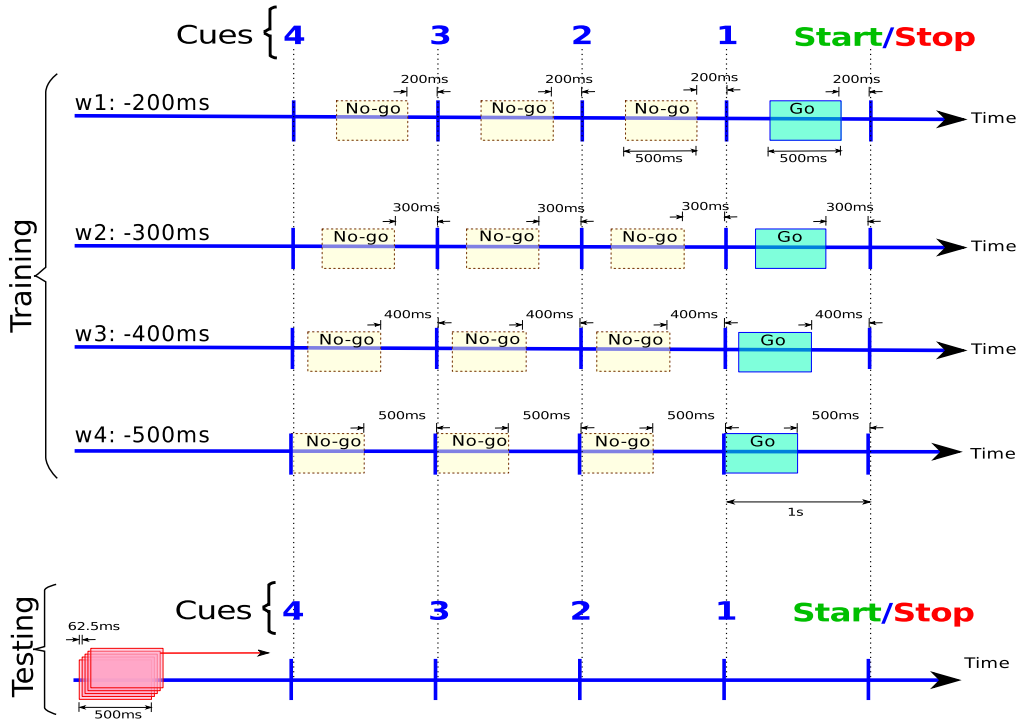 Cues { 4 3 2 1 Start/Stop
200ms 200ms 200ms 200ms
w1: -200ms No-go No-go No-go Go Time
500ms 500ms
300ms 300ms 300ms 300ms
w2: -300ms No-go No-go No-go Go Time
Training
400ms 400ms 400ms 400ms
w3: -400ms No-go No-go No-go Go Time
500ms 500ms 500ms 500ms
w4: -500ms No-go No-go No-go Go Time
1s
Cues { 4 3 2 1 Start/Stop
Testing
62.5ms
Time
500ms